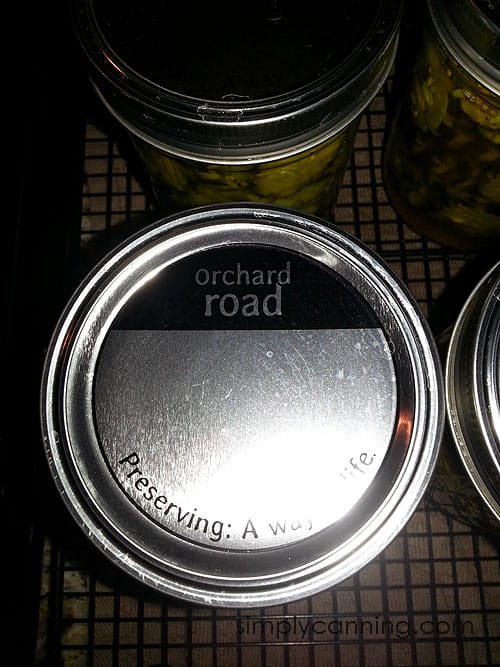 orchard
road
Preserving: A way life.
simplycanning.com